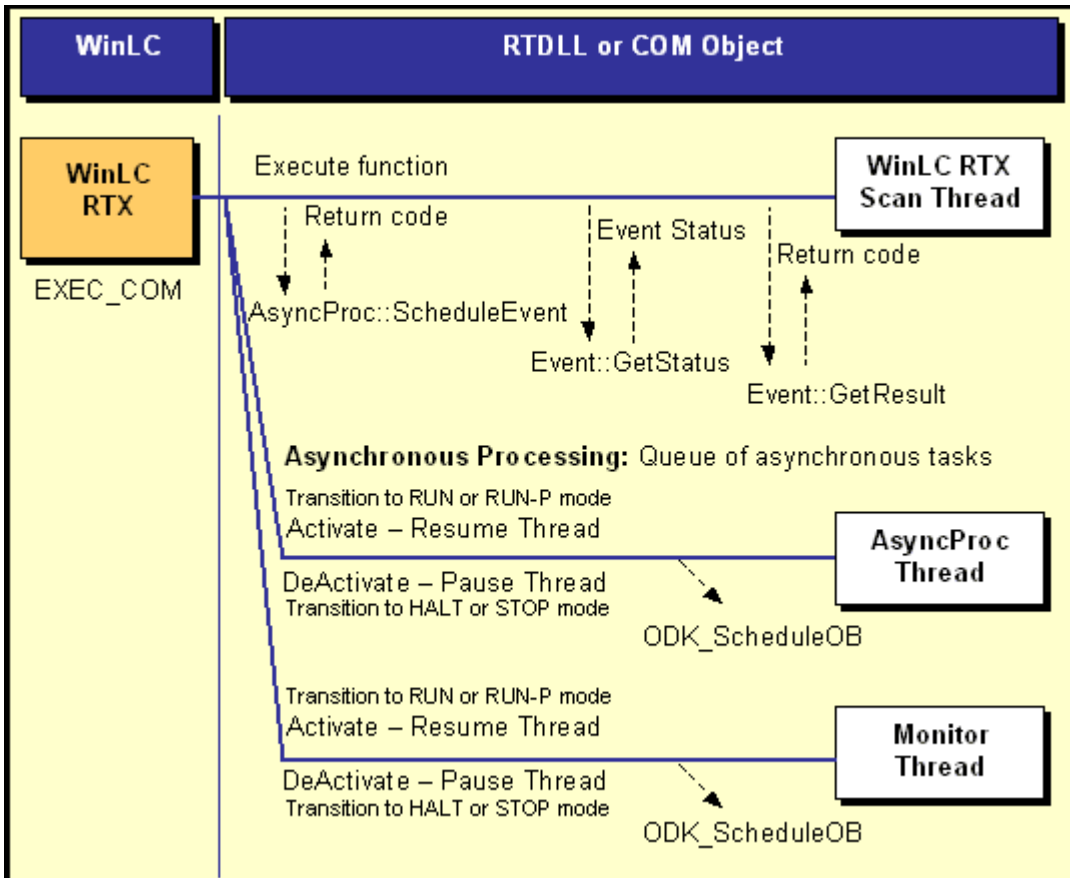 WinLC
RTDLL or COM Object
WinLC
RTX
EXEC_COM
Execute function
WinLC RTX
Scan Thread
Return code
Event Status
Return code
AsyncProc::ScheduleEvent
Event::GetStatus
Event::GetResult
Asynchronous Processing: Queue of asynchronous tasks
Transition to RUN or RUN-P mode
Activate – Resume Thread
AsyncProc
Thread
DeActivate – Pause Thread
Transition to HALT or STOP mode
ODK_ScheduleOB
Transition to RUN or RUN-P mode
Activate – Resume Thread
Monitor
Thread
DeActivate – Pause Thread
Transition to HALT or STOP mode
ODK_ScheduleOB